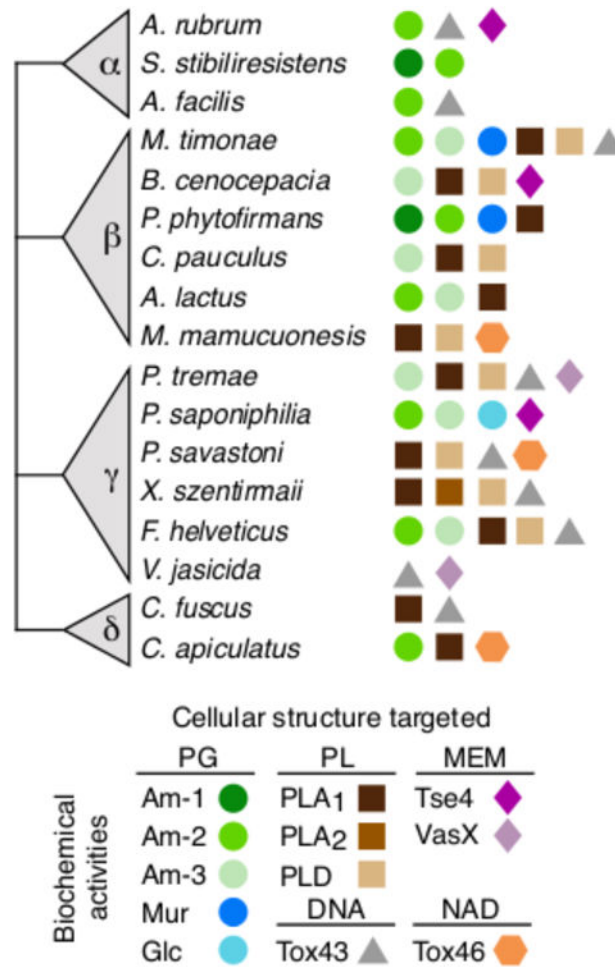 α
A. rubrum
S. stibiliresistens
A. facilis
β
M. timonae
B. cenocepacia
P. phytofirmans
C. pauculus
A. lactus
M. mamucuonesis
γ
P. tremae
P. saponiphilia
P. savastoni
X. szentirmaii
F. helveticus
V. jasicida
δ
C. fuscus
C. apiculatus
Cellular structure targeted
Biochemical activities
PG PL MEM
Am-1 PLA1 Tse4
Am-2 PLA2 VasX
Am-3 PLD
Mur DNA NAD
Glc Tox43 Tox46